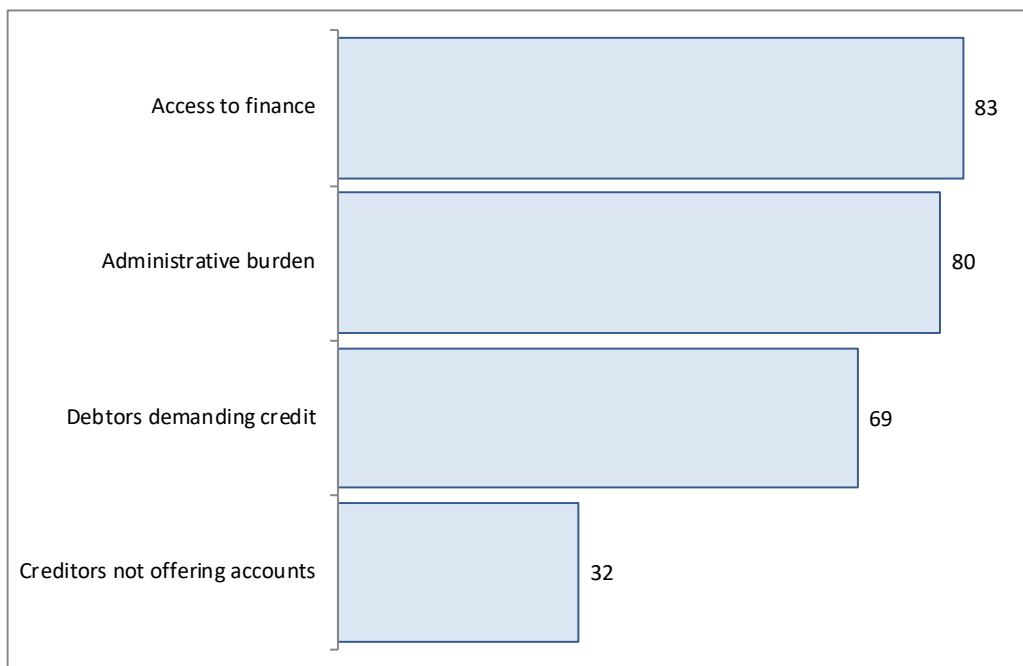 Access to finance
83
Administrative burden
80
Debtors demanding credit
69
Creditors not offering accounts
32